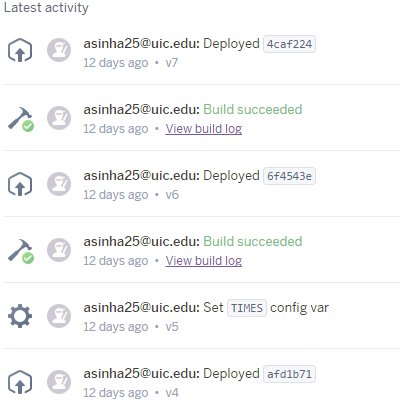 Latest activity
asinha25@uic.edu: Deployed 4caf224
12 days ago • v7
asinha25@uic.edu: Build succeeded
12 days ago • View build log
asinha25@uic.edu: Deployed 6f4543e
12 days ago • v6
asinha25@uic.edu: Build succeeded
12 days ago • View build log
asinha25@uic.edu: Set TIMES config var
12 days ago • v5
asinha25@uic.edu: Deployed afd1b71
12 days ago • v4